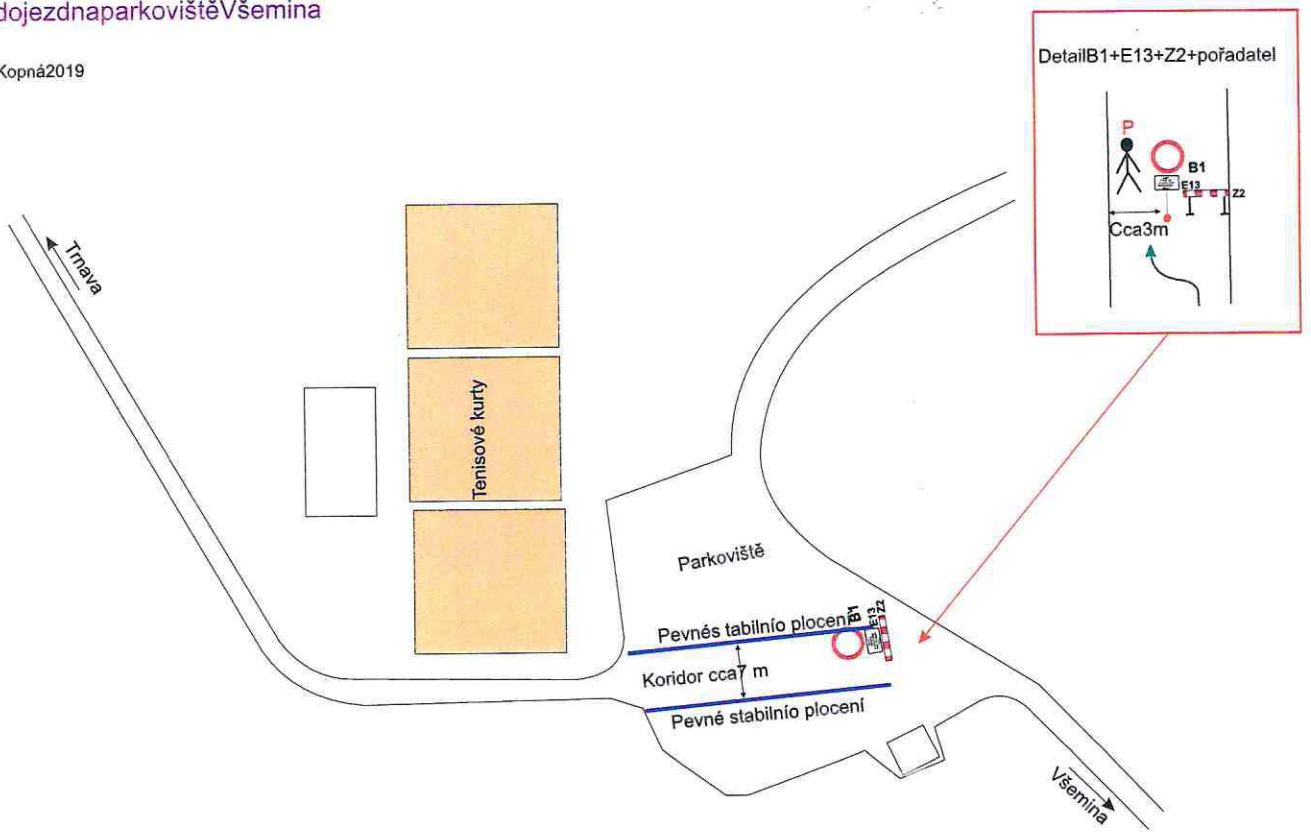 dojezdnaparkovištěVšemina
Kopná2019
DetailB1+E13+Z2+pořadatel
P
B1
E13
Z2
Cca3m
Trnava
Tenisové kurty
Parkoviště
Pevnés tabilnío plocení
B1
E13
Z2
Koridor cca7 m
Pevné stabilnío plocení
Všemina